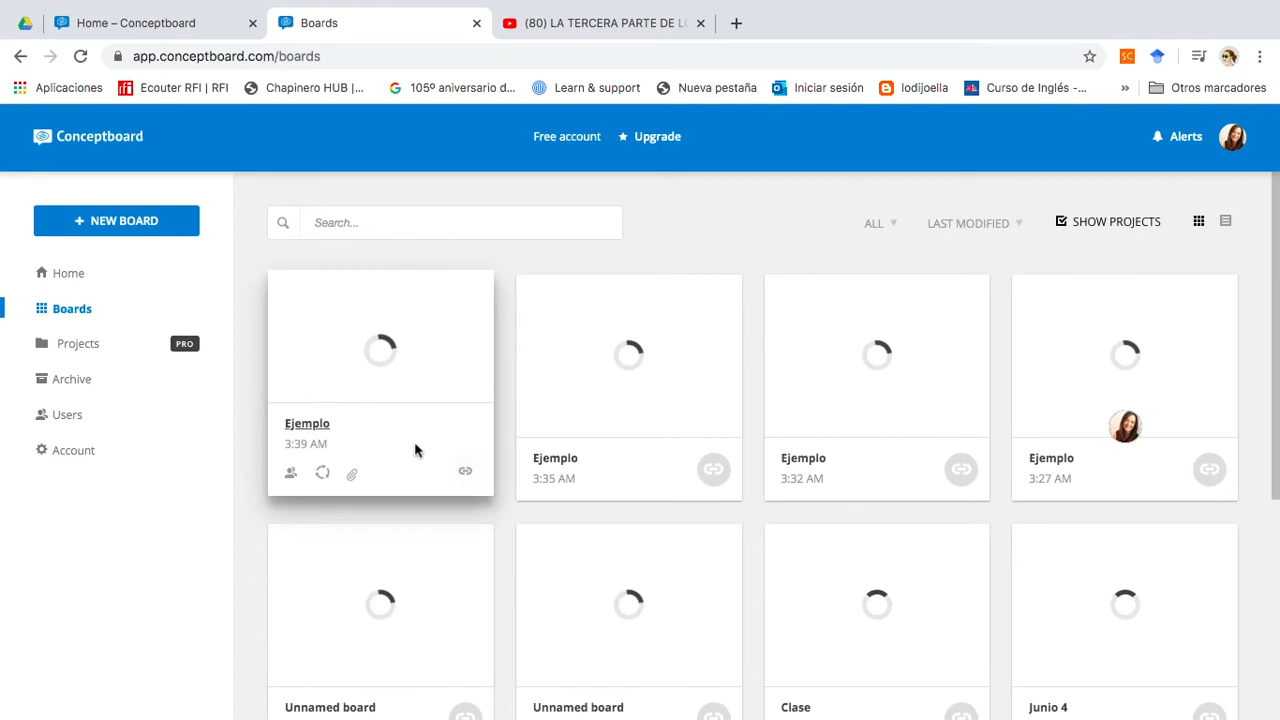 Home – Conceptboard
Boards
(80) LA TERCERA PARTE DE L
app.conceptboard.com/boards
SC
Aplicaciones
rfi
Ecouter RFI | RFI
Chapinero HUB |...
105º aniversario d...
Learn & support
Nueva pestaña
Iniciar sesión
lodijoella
Curso de Inglés -...
»
Otros marcadores
Conceptboard
Free account
★ Upgrade
Alerts
+ NEW BOARD
Search...
ALL
LAST MODIFIED
SHOW PROJECTS
Home
Boards
Projects
PRO
Archive
Users
Account
Ejemplo
3:39 AM
Ejemplo
3:35 AM
Ejemplo
3:32 AM
Ejemplo
3:27 AM
Unnamed board
Unnamed board
Clase
Junio 4